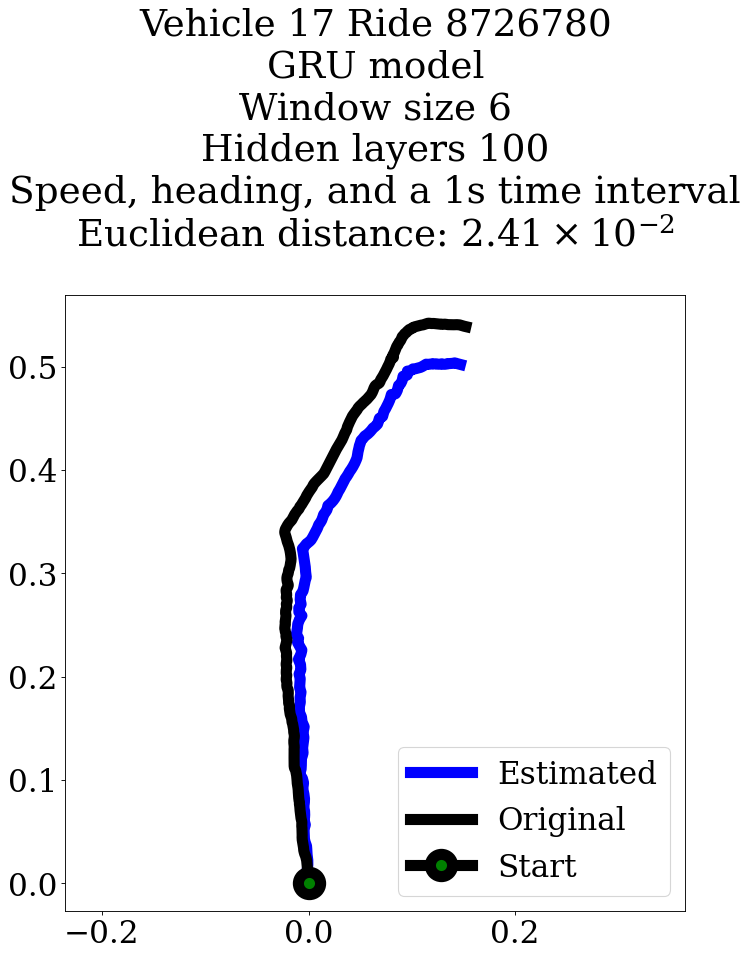 Vehicle 17 Ride 8726780
GRU model
Window size 6
Hidden layers 100
Speed, heading, and a 1s time interval
Euclidean distance: 2.41 × 10⁻²
0.5
0.4
0.3
0.2
0.1
0.0
Estimated
Original
Start
−0.2 0.0 0.2